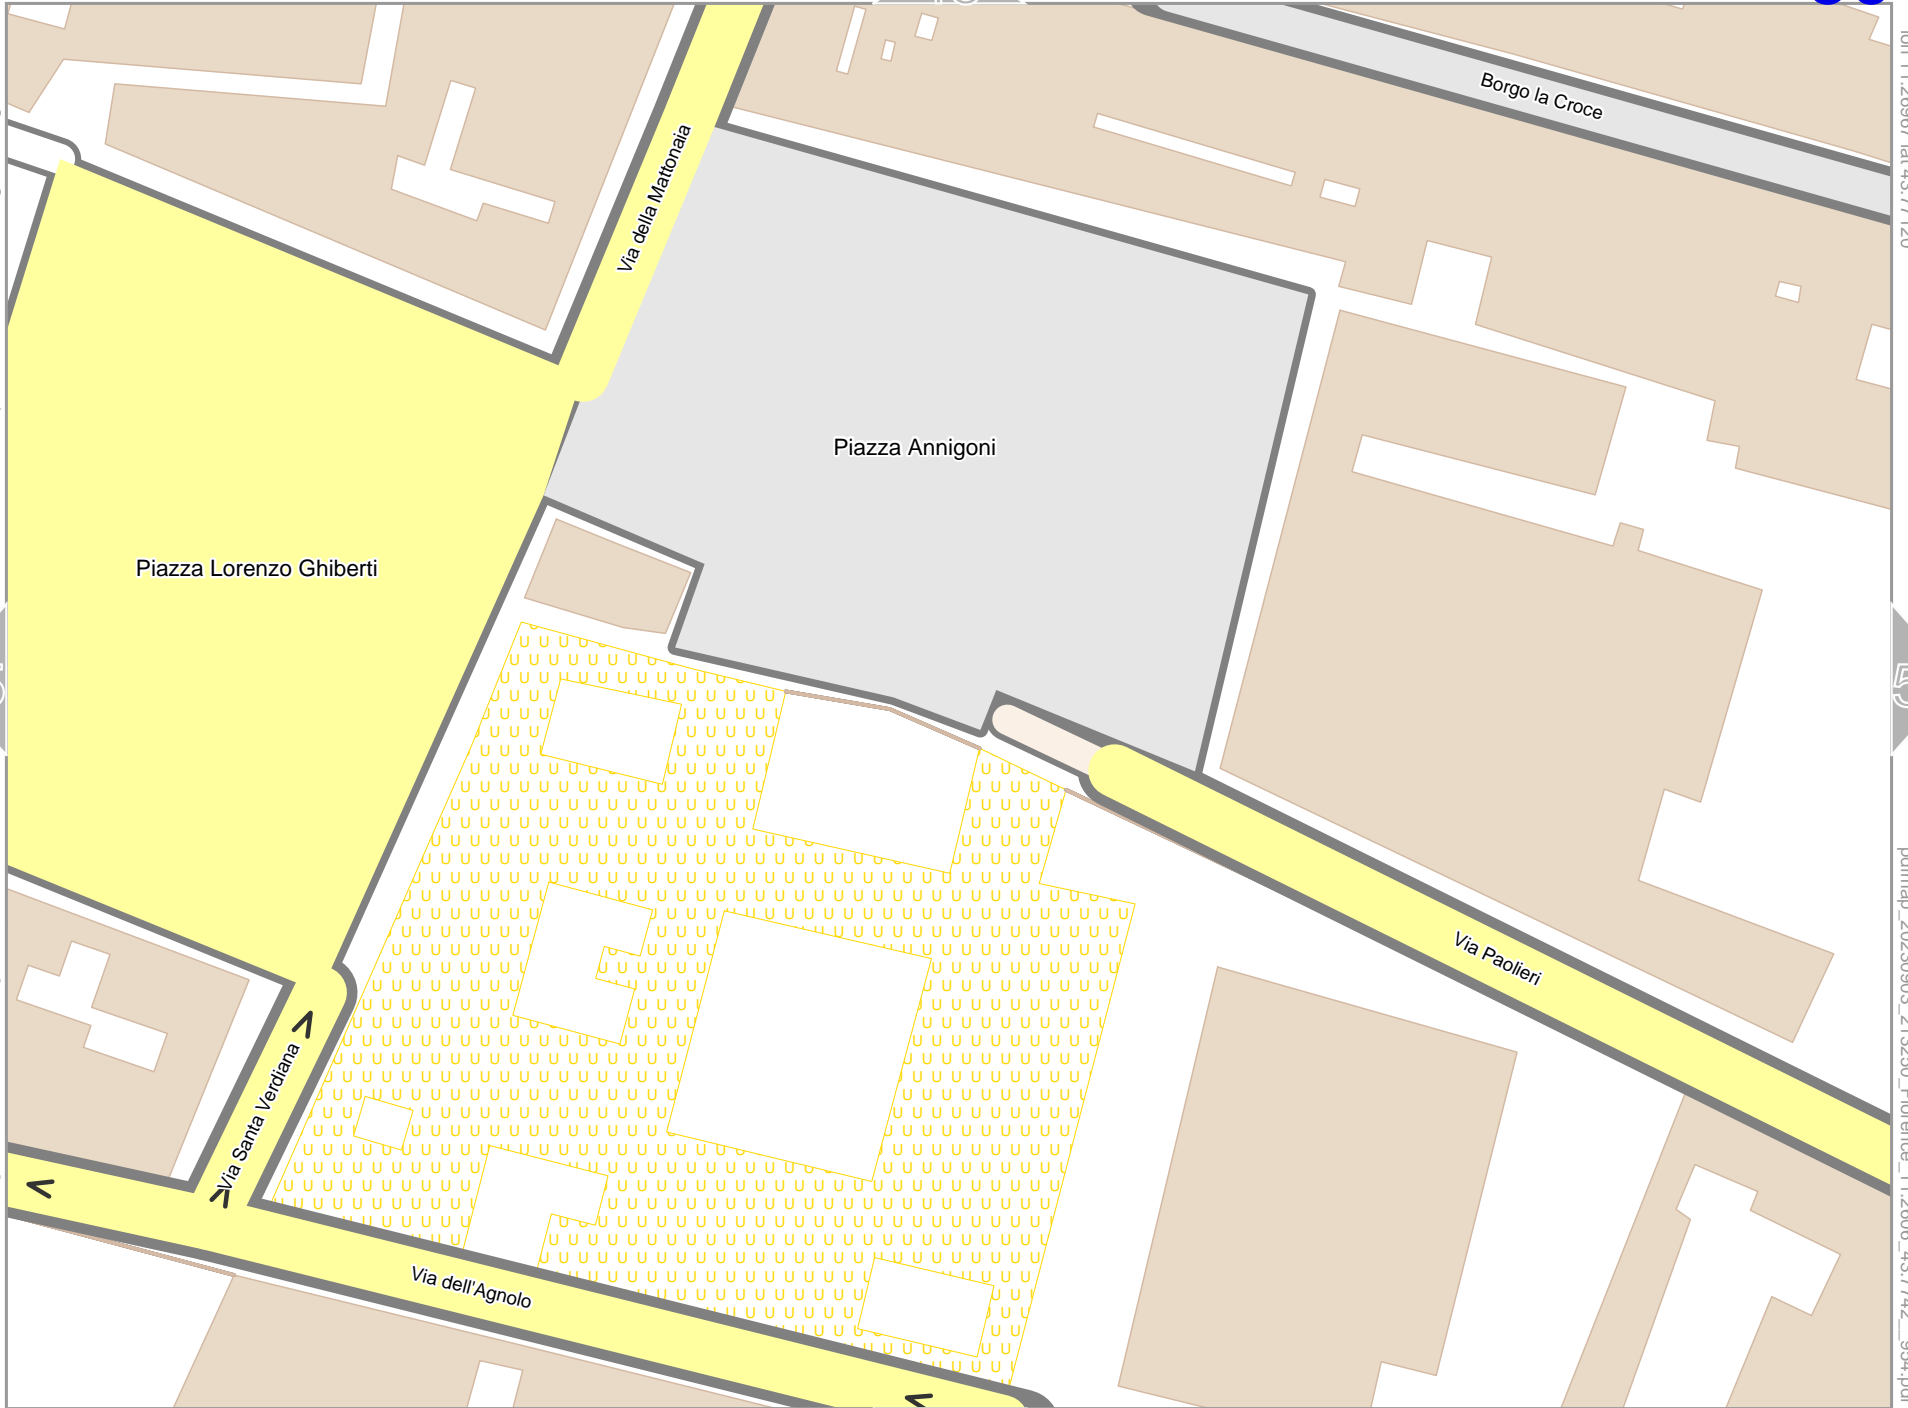 Borgo la Croce
Via della Mattonaia
Piazza Annigoni
Piazza Lorenzo Ghiberti
Via Paolieri
Via Santa Verdiana
Via dell'Agnolo